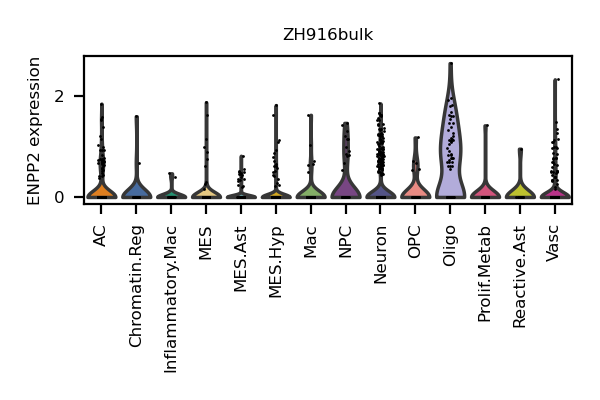 ZH916bulk
ENPP2 expression
2
0
AC
Chromatin.Reg
Inflammatory.Mac
MES
MES.Ast
MES.Hyp
Mac
NPC
Neuron
OPC
Oligo
Prolif.Metab
Reactive.Ast
Vasc